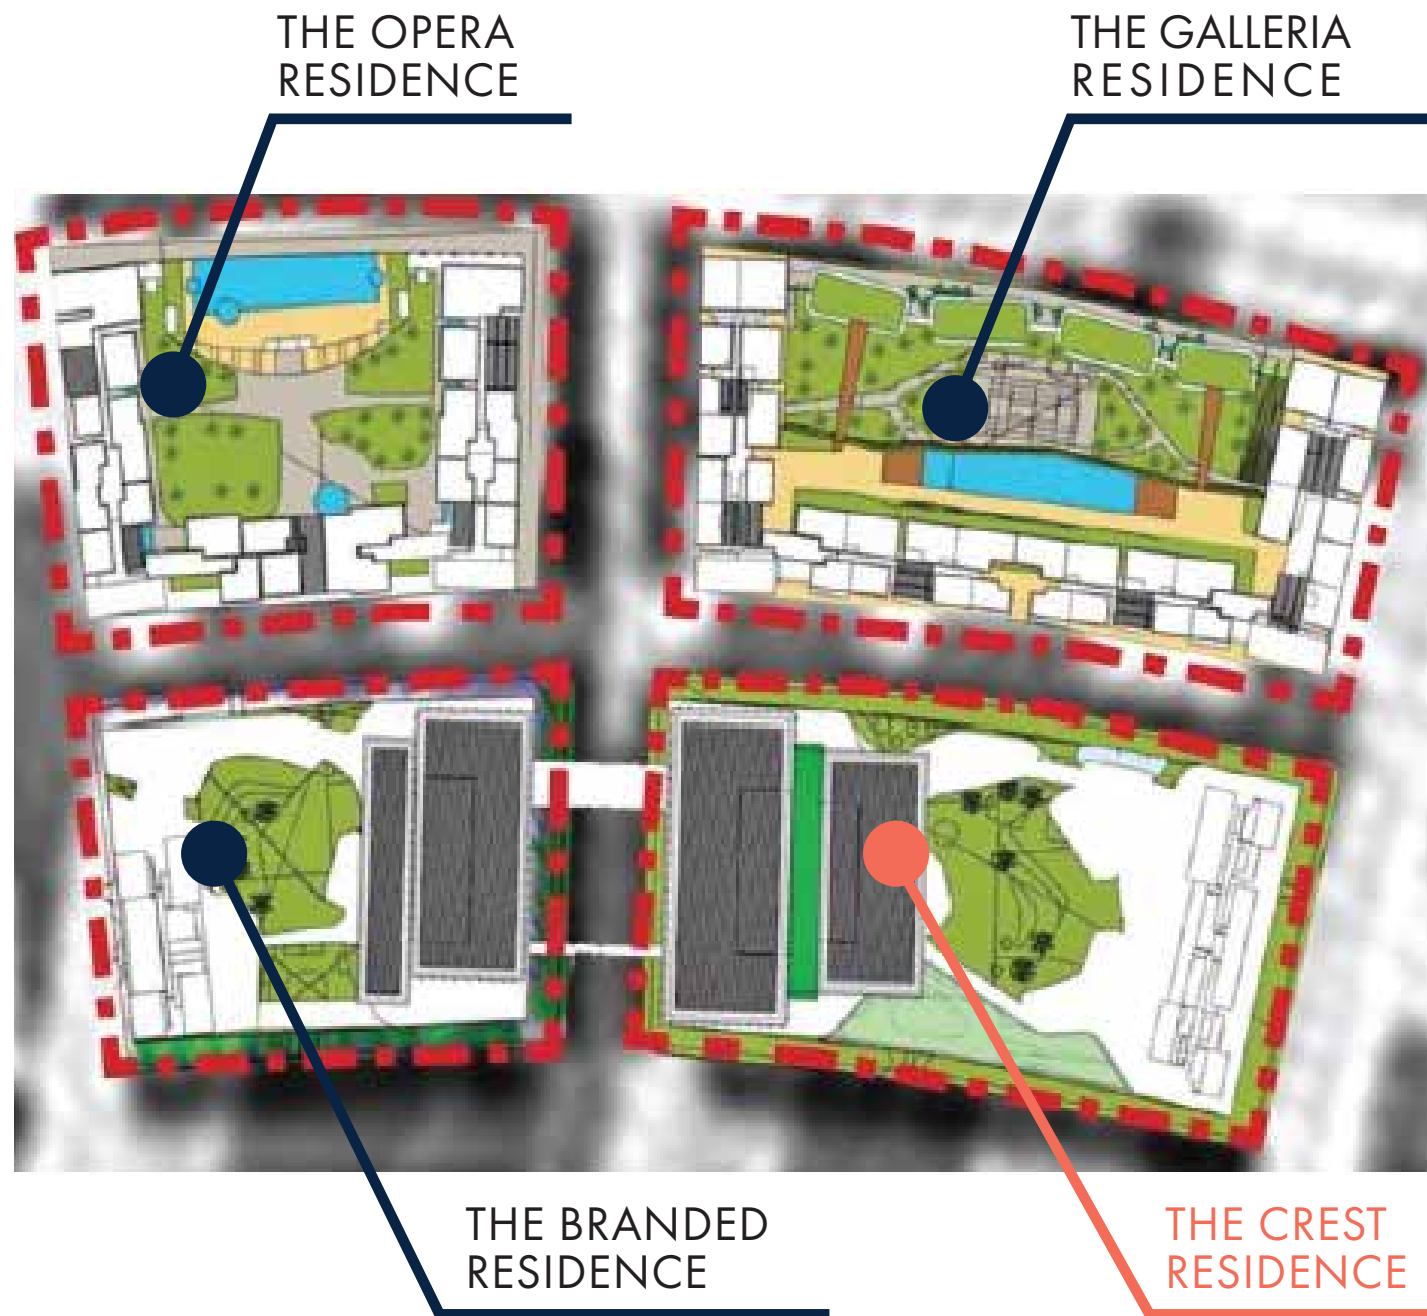 THE OPERA
RESIDENCE
THE GALLERIA
RESIDENCE
THE BRANDED
RESIDENCE
THE CREST
RESIDENCE